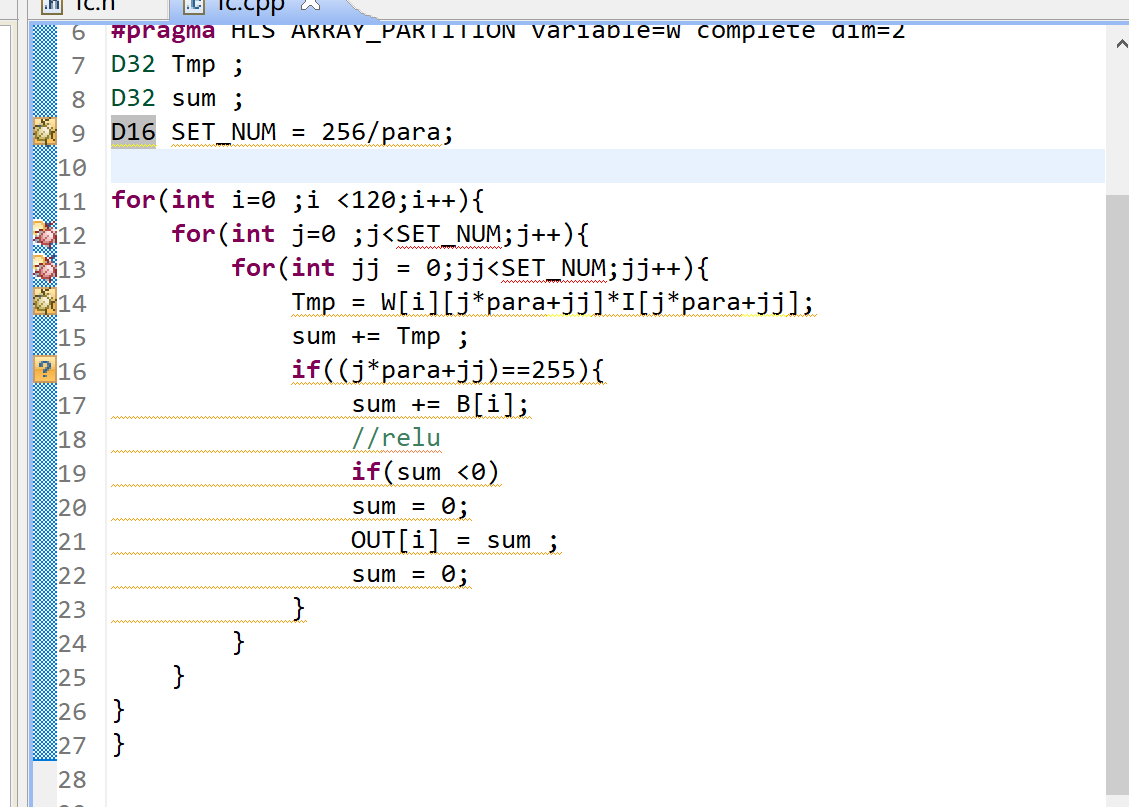 fc.h fc.cpp
6 #pragma HLS ARRAY_PARTITION variable=W complete dim=2
7 D32 Tmp ;
8 D32 sum ;
9 D16 SET_NUM = 256/para;
10
11 for(int i=0 ;i <120;i++){
12 for(int j=0 ;j<SET_NUM;j++){
13 for(int jj = 0;jj<SET_NUM;jj++){
14 Tmp = W[i][j*para+jj]*I[j*para+jj];
15 sum += Tmp ;
16 if((j*para+jj)==255){
17 sum += B[i];
18 //relu
19 if(sum <0)
20 sum = 0;
21 OUT[i] = sum ;
22 sum = 0;
23 }
24 }
25 }
26 }
27 }
28